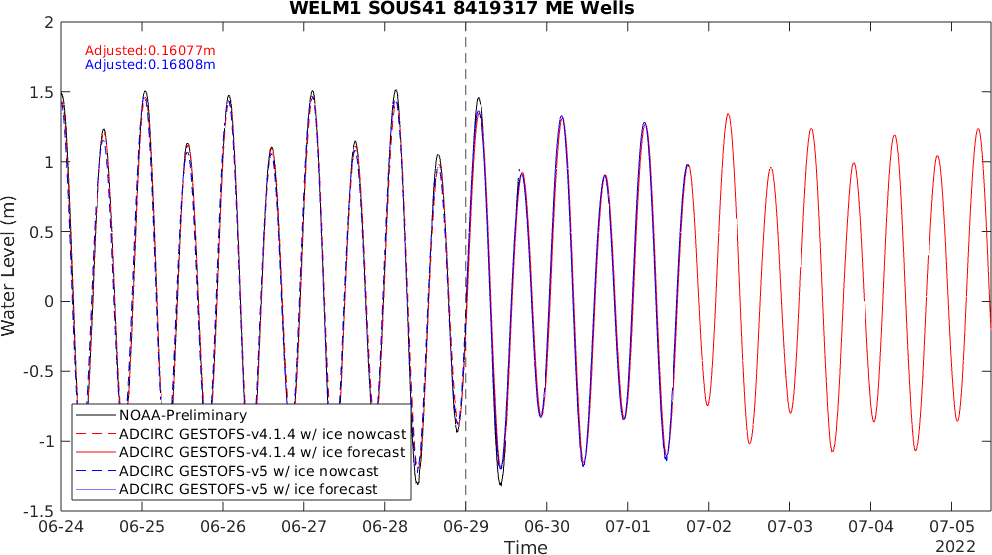 WELM1 SOUS41 8419317 ME Wells
2
1.5
1
0.5
0
-0.5
-1
-1.5
Water Level (m)
Adjusted:0.16077m
Adjusted:0.16808m
NOAA-Preliminary
ADCIRC GESTOFS-v4.1.4 w/ ice nowcast
ADCIRC GESTOFS-v4.1.4 w/ ice forecast
ADCIRC GESTOFS-v5 w/ ice nowcast
ADCIRC GESTOFS-v5 w/ ice forecast
06-24 06-25 06-26 06-27 06-28 06-29 06-30 07-01 07-02 07-03 07-04 07-05
Time
2022